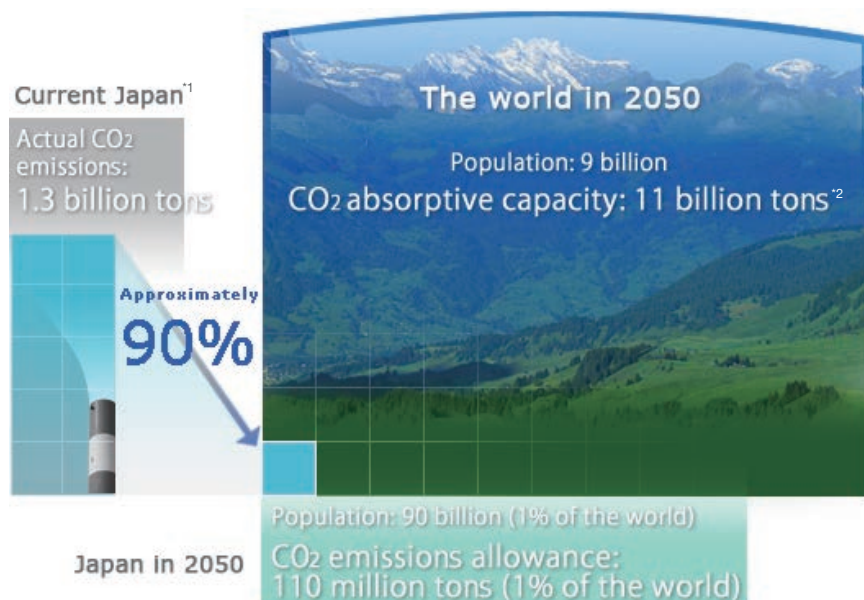 Current Japan*1
Actual CO2
emissions:
1.3 billion tons
Approximately
90%
The world in 2050
Population: 9 billion
CO2 absorptive capacity: 11 billion tons*2
Japan in 2050
Population: 90 billion (1% of the world)
CO2 emissions allowance:
110 million tons (1% of the world)